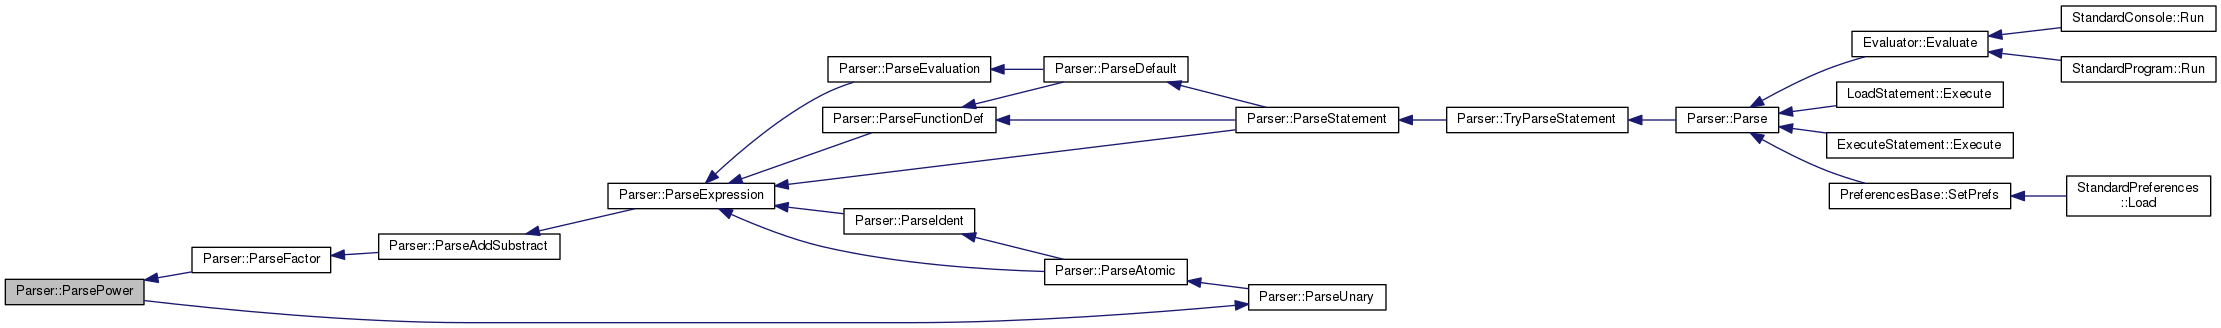 StandardConsole::Run
Evaluator::Evaluate
Parser::ParseEvaluation
Parser::ParseDefault
StandardProgram::Run
LoadStatement::Execute
Parser::ParseFunctionDef
Parser::ParseStatement
Parser::TryParseStatement
Parser::Parse
ExecuteStatement::Execute
Parser::ParseExpression
PreferencesBase::SetPrefs
StandardPreferences
::Load
Parser::ParseIdent
Parser::ParseAddSubstract
Parser::ParseFactor
Parser::ParseAtomic
Parser::ParsePower
Parser::ParseUnary